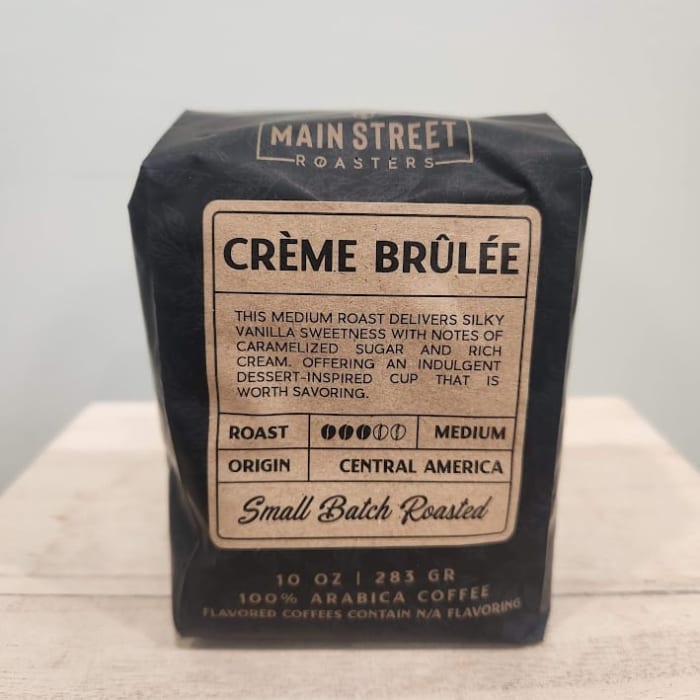 MAIN STREET
ROASTERS
CRÈME BRÛLÉE
THIS MEDIUM ROAST DELIVERS SILKY
VANILLA SWEETNESS WITH NOTES OF
CARAMELIZED SUGAR AND RICH
CREAM. OFFERING AN INDULGENT
DESSERT-INSPIRED CUP THAT IS
WORTH SAVORING.
ROAST MEDIUM
ORIGIN CENTRAL AMERICA
Small Batch Roasted
10 OZ | 283 GR
100% ARABICA COFFEE
FLAVORED COFFEES CONTAIN N/A FLAVORING